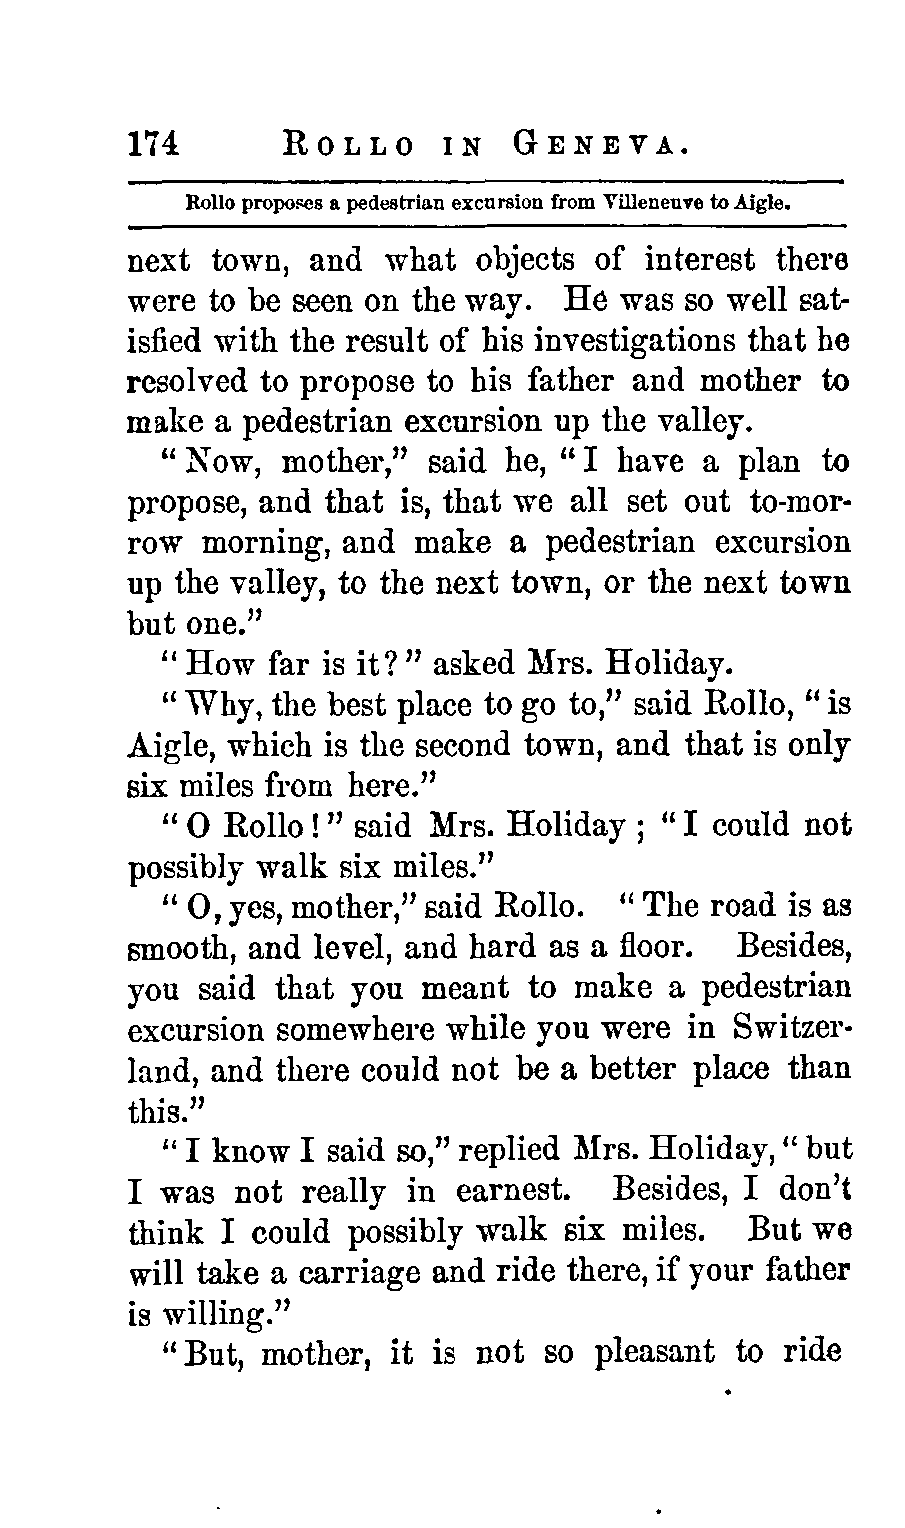 174 ROLLO IN GENEVA.
Rollo proposes a pedestrian excursion from Villeneuve to Aigle.
next town, and what objects of interest there
were to be seen on the way. He was so well sat-
isfied with the result of his investigations that he
resolved to propose to his father and mother to
make a pedestrian excursion up the valley.
“Now, mother,” said he, “I have a plan to
propose, and that is, that we all set out to-mor-
row morning, and make a pedestrian excursion
up the valley, to the next town, or the next town
but one.”
“How far is it?” asked Mrs. Holiday.
“Why, the best place to go to,” said Rollo, “is
Aigle, which is the second town, and that is only
six miles from here.”
“O Rollo!” said Mrs. Holiday; “I could not
possibly walk six miles.”
“O, yes, mother,” said Rollo. “The road is as
smooth, and level, and hard as a floor. Besides,
you said that you meant to make a pedestrian
excursion somewhere while you were in Switzer-
land, and there could not be a better place than
this.”
“I know I said so,” replied Mrs. Holiday, “but
I was not really in earnest. Besides, I don’t
think I could possibly walk six miles. But we
will take a carriage and ride there, if your father
is willing.”
“But, mother, it is not so pleasant to ride